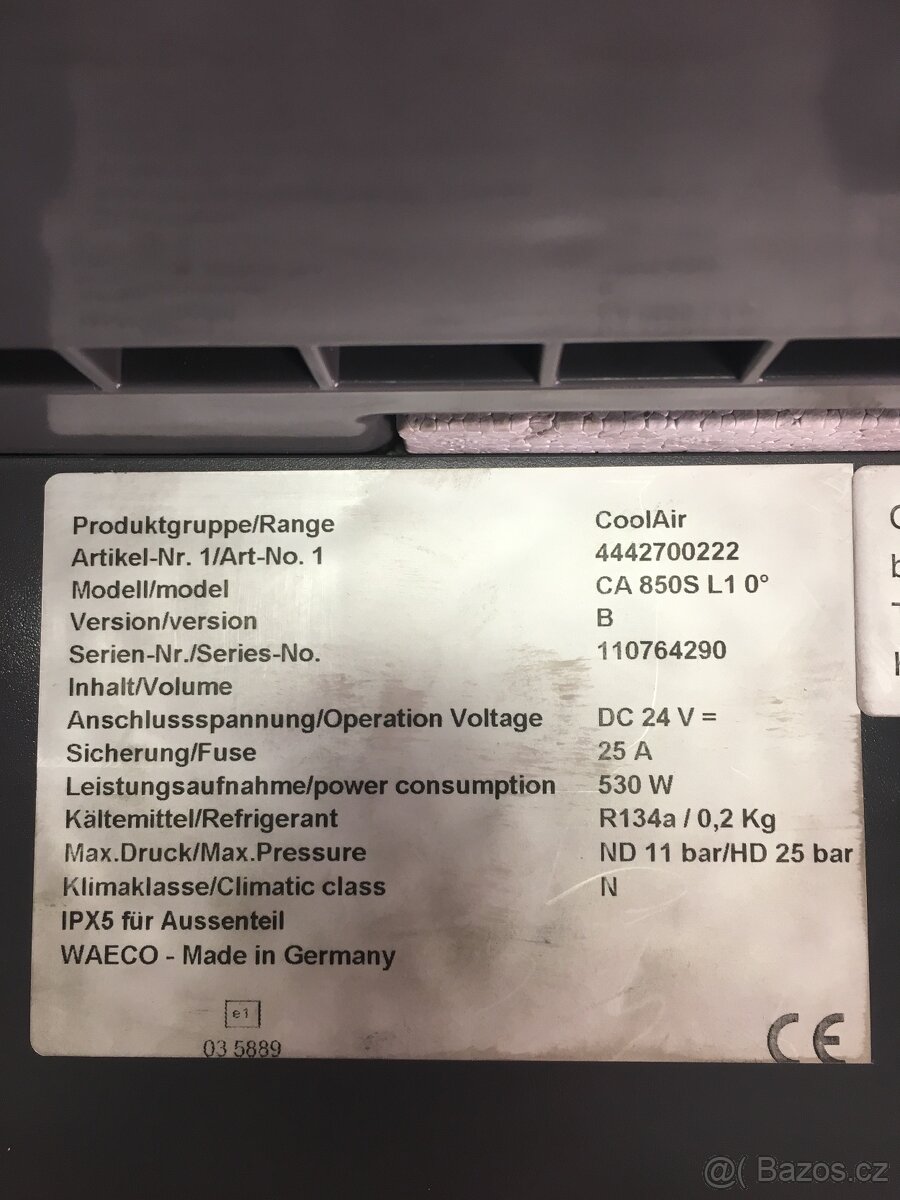 Produktgruppe/Range CoolAir
Artikel-Nr. 1/Art-No. 1 4442700222
Modell/model CA 850S L1 0°
Version/version B
Serien-Nr./Series-No. 110764290
Inhalt/Volume
Anschlussspannung/Operation Voltage DC 24 V =
Sicherung/Fuse 25 A
Leistungsaufnahme/power consumption 530 W
Kältemittel/Refrigerant R134a / 0,2 Kg
Max.Druck/Max.Pressure ND 11 bar/HD 25 bar
Klimaklasse/Climatic class N
IPX5 für Aussenteil
WAECO - Made in Germany
e1
03 5889
CE
@( Bazos.cz